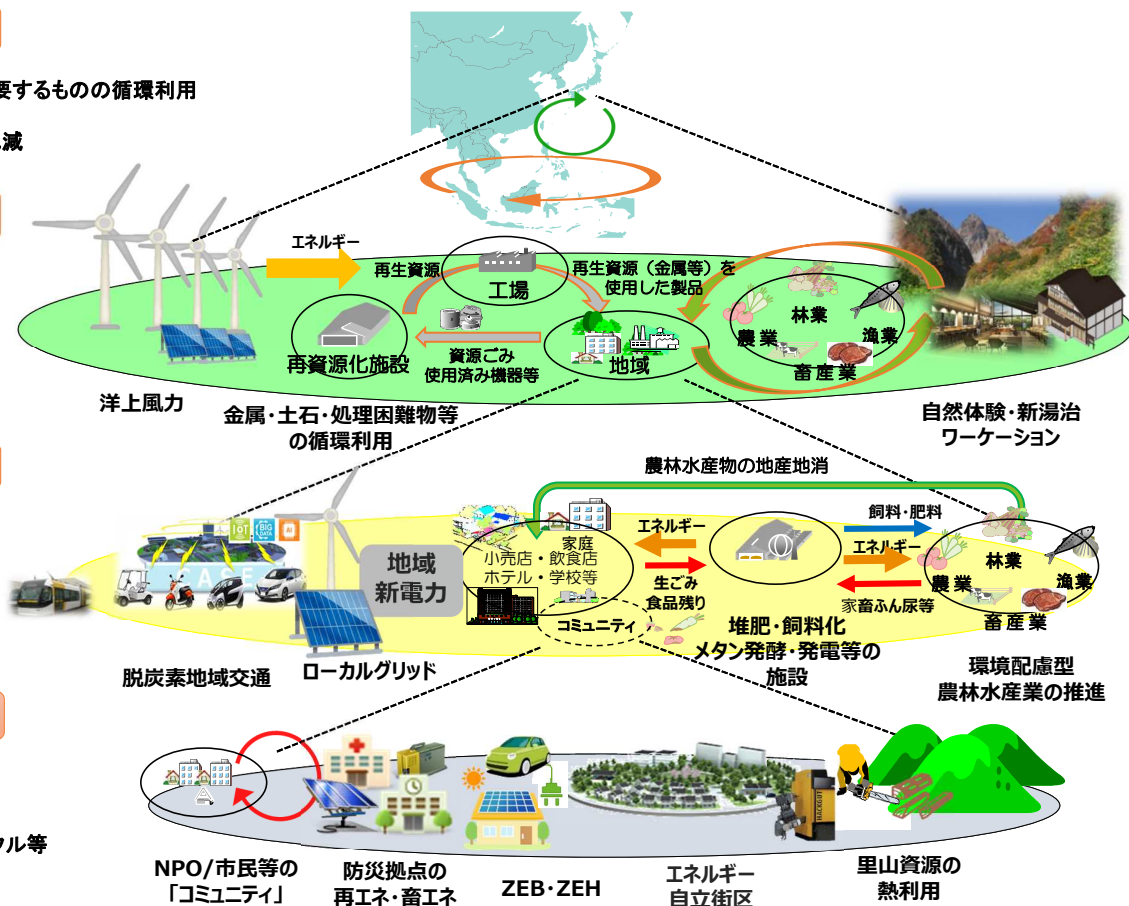 要するものの循環利用
減
エネルギー
再生資源
工場
再生資源（金属等）を
使用した製品
林業
農業
漁業
畜産業
再資源化施設
資源ごみ
使用済み機器等
地域
洋上風力
金属・土石・処理困難物等
の循環利用
自然体験・新湯治
ワーケーション
農林水産物の地産地消
IoT
BIG
DATA
AI
CASE
地域
新電力
家庭
小売店・飲食店
ホテル・学校等
コミュニティ
エネルギー
生ごみ
食品残り
飼料・肥料
エネルギー
家畜ふん尿等
林業
農業
漁業
畜産業
脱炭素地域交通
ローカルグリッド
堆肥・飼料化
メタン発酵・発電等の
施設
環境配慮型
農林水産業の推進
HACKGUT
クル等
NPO/市民等の
「コミュニティ」
防災拠点の
再エネ・畜エネ
ZEB・ZEH
エネルギー
自立街区
里山資源の
熱利用